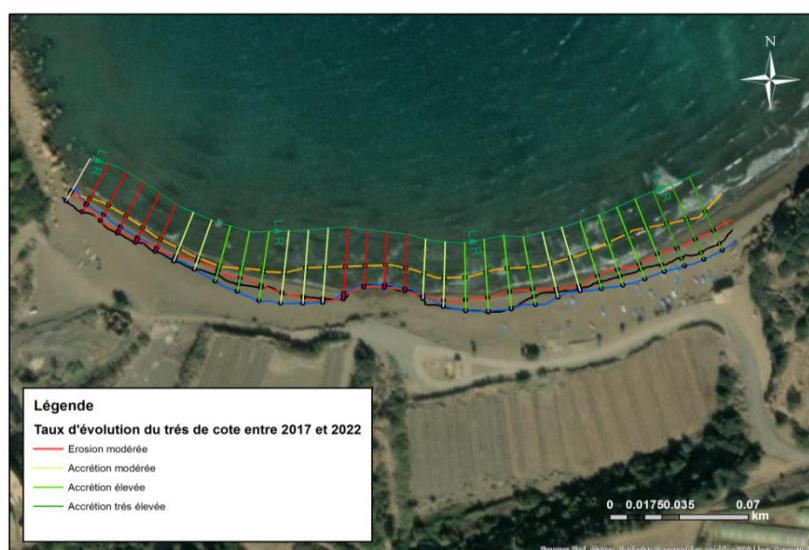 N
L & R
L & R
L & R
L & R
Légende
Taux d'évolution du trés de cote entre 2017 et 2022
Erosion modérée
Accrétion modérée
Accrétion élevée
Accrétion trés élevée
0 0.01750.035 0.07
km